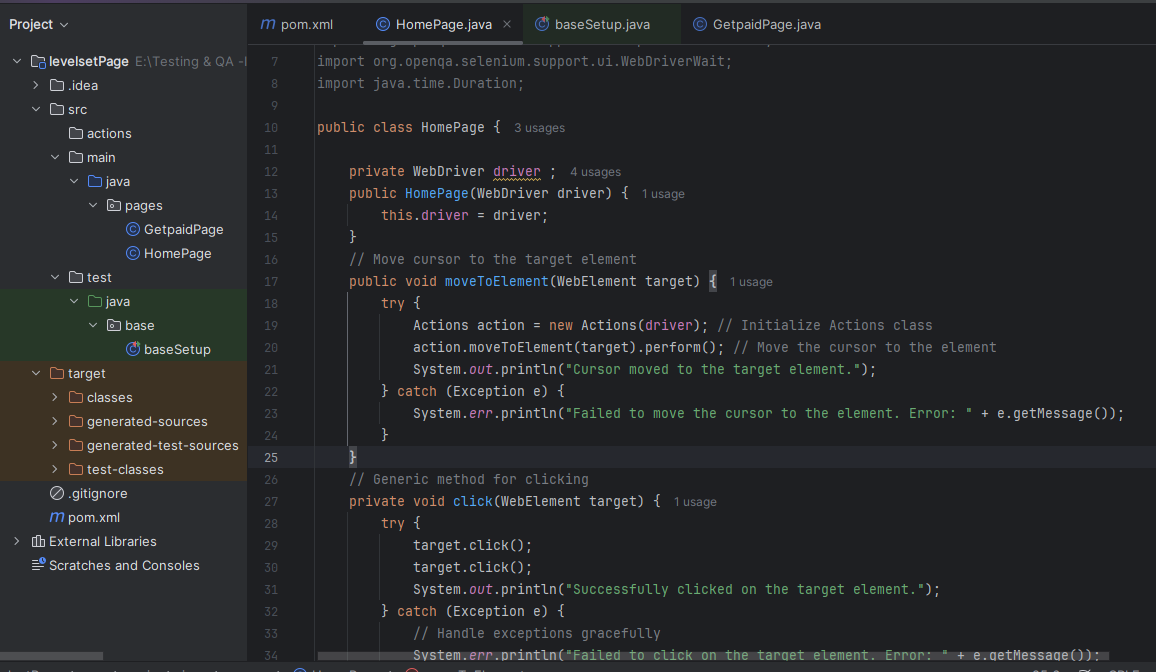 Project
pom.xml
HomePage.java
baseSetup.java
GetpaidPage.java
levelsetPage E:\Testing & QA -
.idea
src
actions
main
java
pages
GetpaidPage
HomePage
test
java
base
baseSetup
target
classes
generated-sources
generated-test-sources
test-classes
.gitignore
pom.xml
External Libraries
Scratches and Consoles
7 import org.openqa.selenium.support.ui.WebDriverWait;
8 import java.time.Duration;
9
10 public class HomePage { 3 usages
11
12 private WebDriver driver ; 4 usages
13 public HomePage(WebDriver driver) { 1 usage
14 this.driver = driver;
15 }
16 // Move cursor to the target element
17 public void moveToElement(WebElement target) { 1 usage
18 try {
19 Actions action = new Actions(driver); // Initialize Actions class
20 action.moveToElement(target).perform(); // Move the cursor to the element
21 System.out.println("Cursor moved to the target element.");
22 } catch (Exception e) {
23 System.err.println("Failed to move the cursor to the element. Error: " + e.getMessage());
24 }
25 }
26 // Generic method for clicking
27 private void click(WebElement target) { 1 usage
28 try {
29 target.click();
30 target.click();
31 System.out.println("Successfully clicked on the target element.");
32 } catch (Exception e) {
33 // Handle exceptions gracefully
34 System.err.println("Failed to click on the target element. Error: " + e.getMessage());